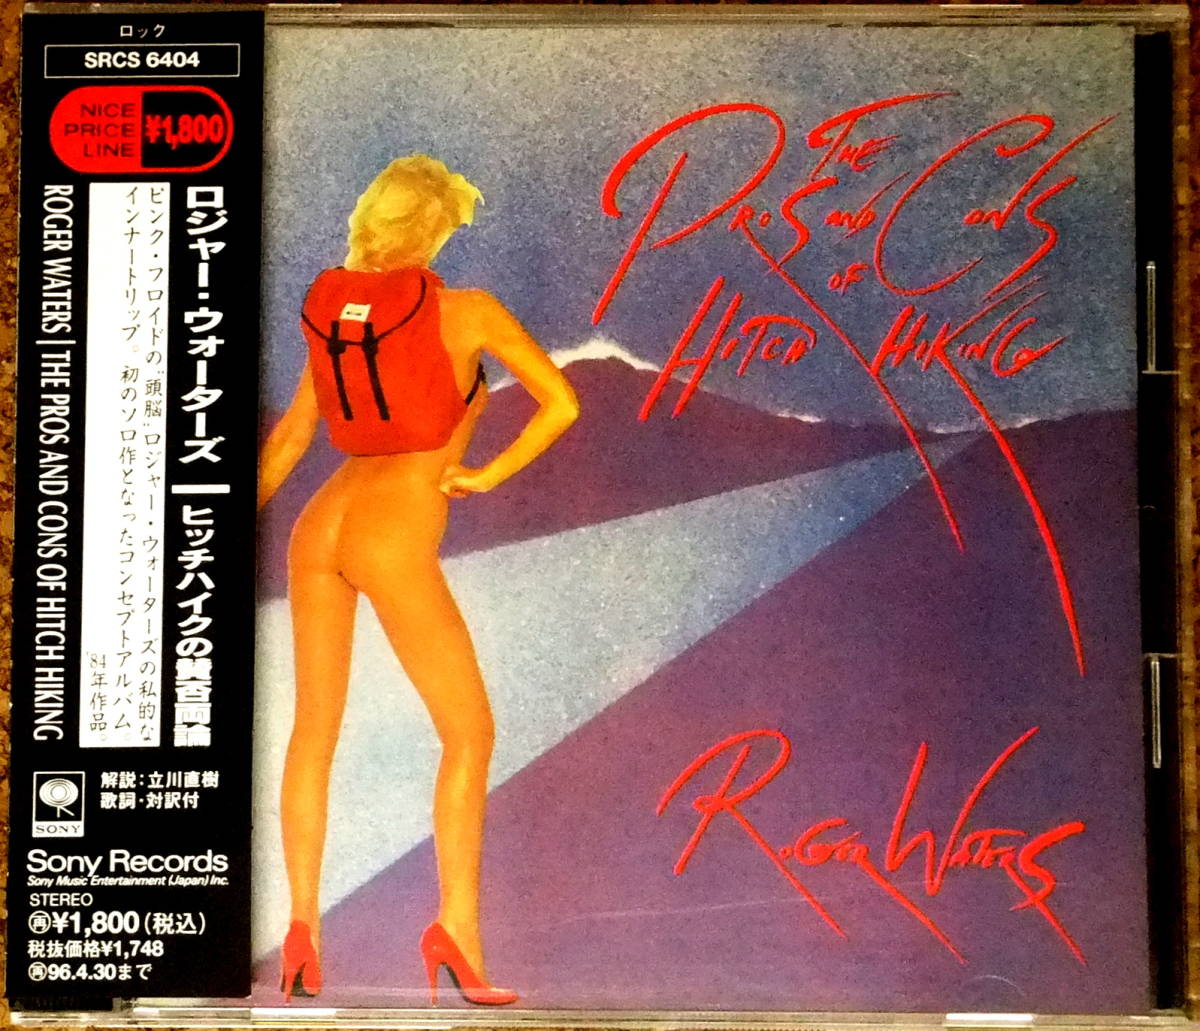 ロック
SRCS 6404
NICE
PRICE
LINE
¥1,800
ロジャー・ウォーターズ｜ヒッチハイクの賛否両論
ピンク・フロイドの“頭脳”ロジャー・ウォーターズの私的な
インナートリップ。初のソロ作となったコンセプトアルバム。
'84年作品。
ROGER WATERS | THE PROS AND CONS OF HITCH HIKING
解説：立川直樹
歌詞・対訳付
SONY
Sony Records
Sony Music Entertainment (Japan) Inc.
STEREO
㊢¥1,800(税込)
税抜価格¥1,748
㊢96.4.30まで
THE
PROS AND CONS
OF
HITCH HIKING
ROGER WATERS